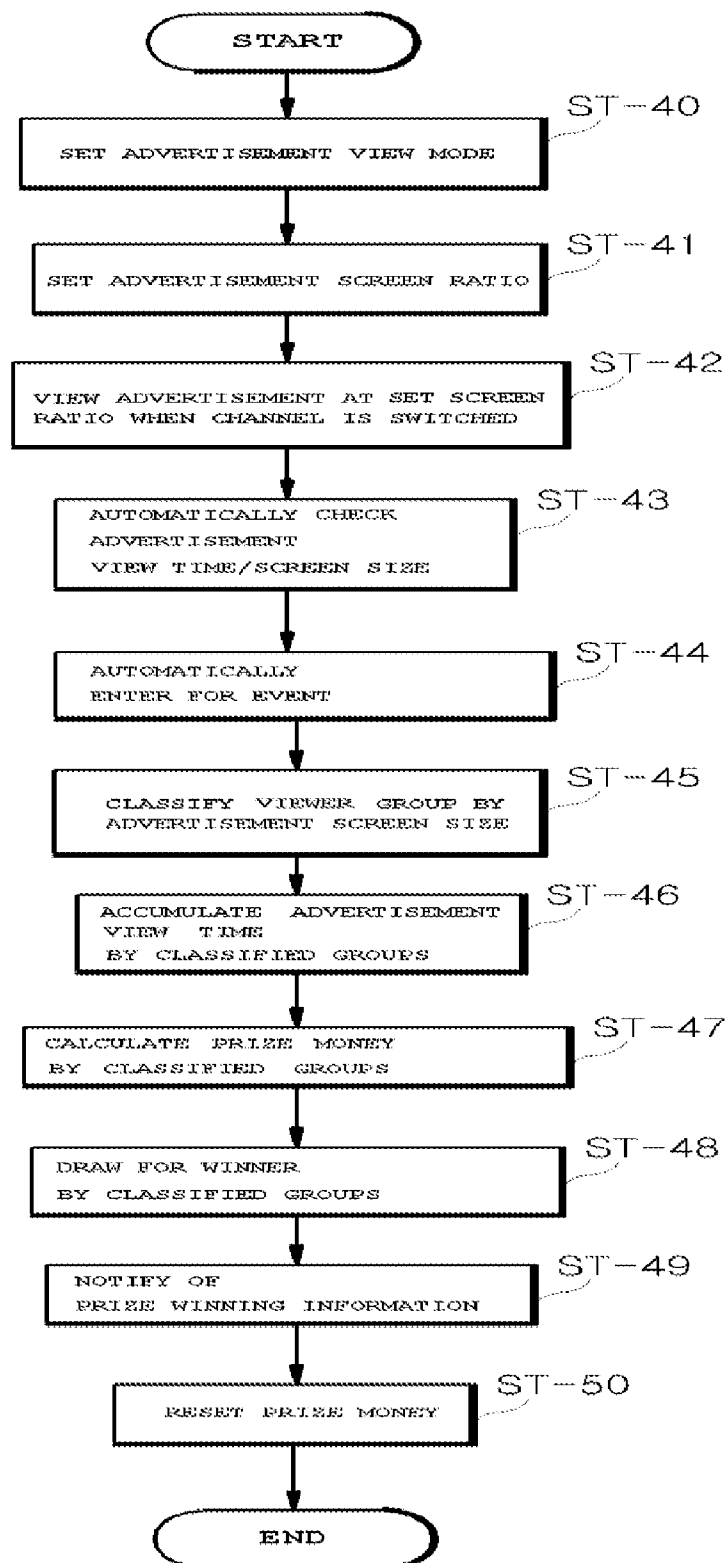 START
ST-40
SET ADVERTISEMENT VIEW MODE
ST-41
SET ADVERTISEMENT SCREEN RATIO
ST-42
VIEW ADVERTISEMENT AT SET SCREEN
RATIO WHEN CHANNEL IS SWITCHED
ST-43
AUTOMATICALLY CHECK
ADVERTISEMENT
VIEW TIME/SCREEN SIZE
ST-44
AUTOMATICALLY
ENTER FOR EVENT
ST-45
CLASSIFY VIEWER GROUP BY
ADVERTISEMENT SCREEN SIZE
ST-46
ACCUMULATE ADVERTISEMENT
VIEW TIME
BY CLASSIFIED GROUPS
ST-47
CALCULATE PRIZE MONEY
BY CLASSIFIED GROUPS
ST-48
DRAW FOR WINNER
BY CLASSIFIED GROUPS
ST-49
NOTIFY OF
PRIZE WINNING INFORMATION
ST-50
RESET PRIZE MONEY
END